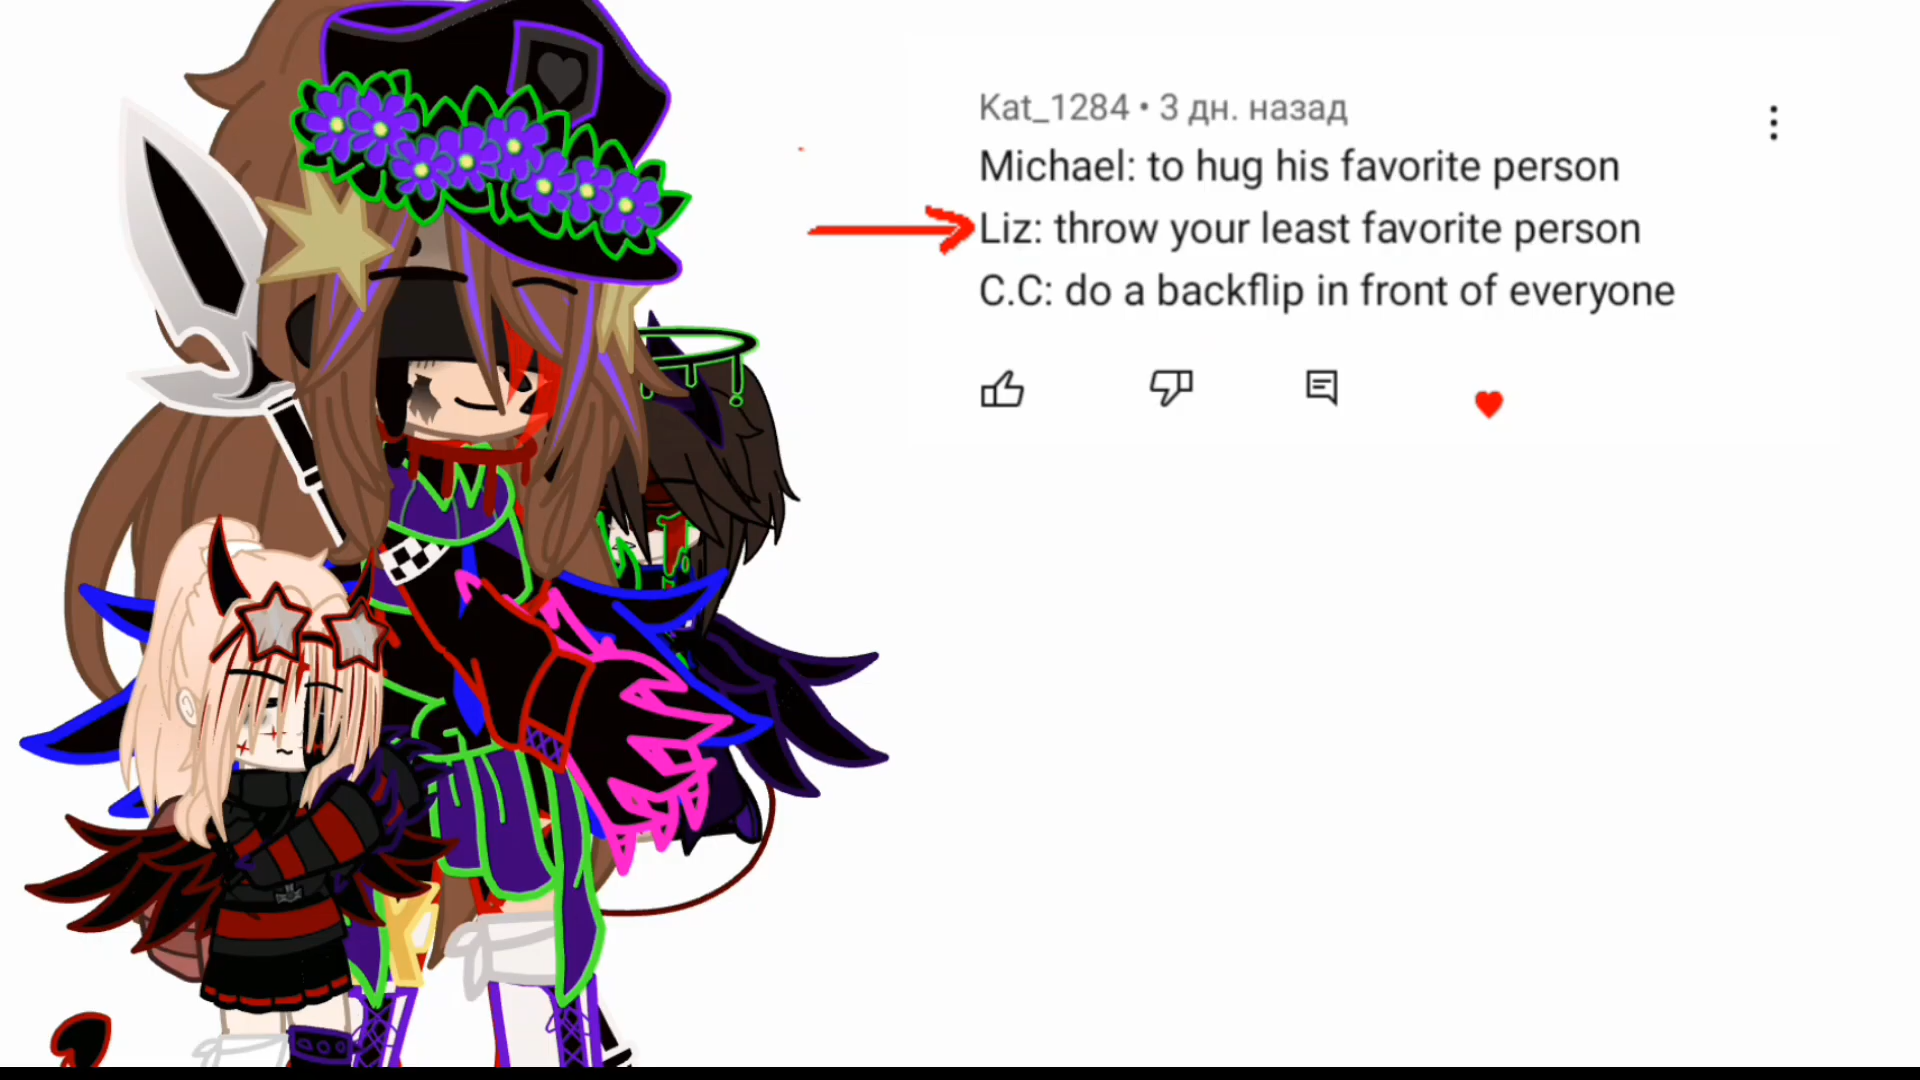 Kat_1284 • 3 дн. назад
Michael: to hug his favorite person
Liz: throw your least favorite person
C.C: do a backflip in front of everyone